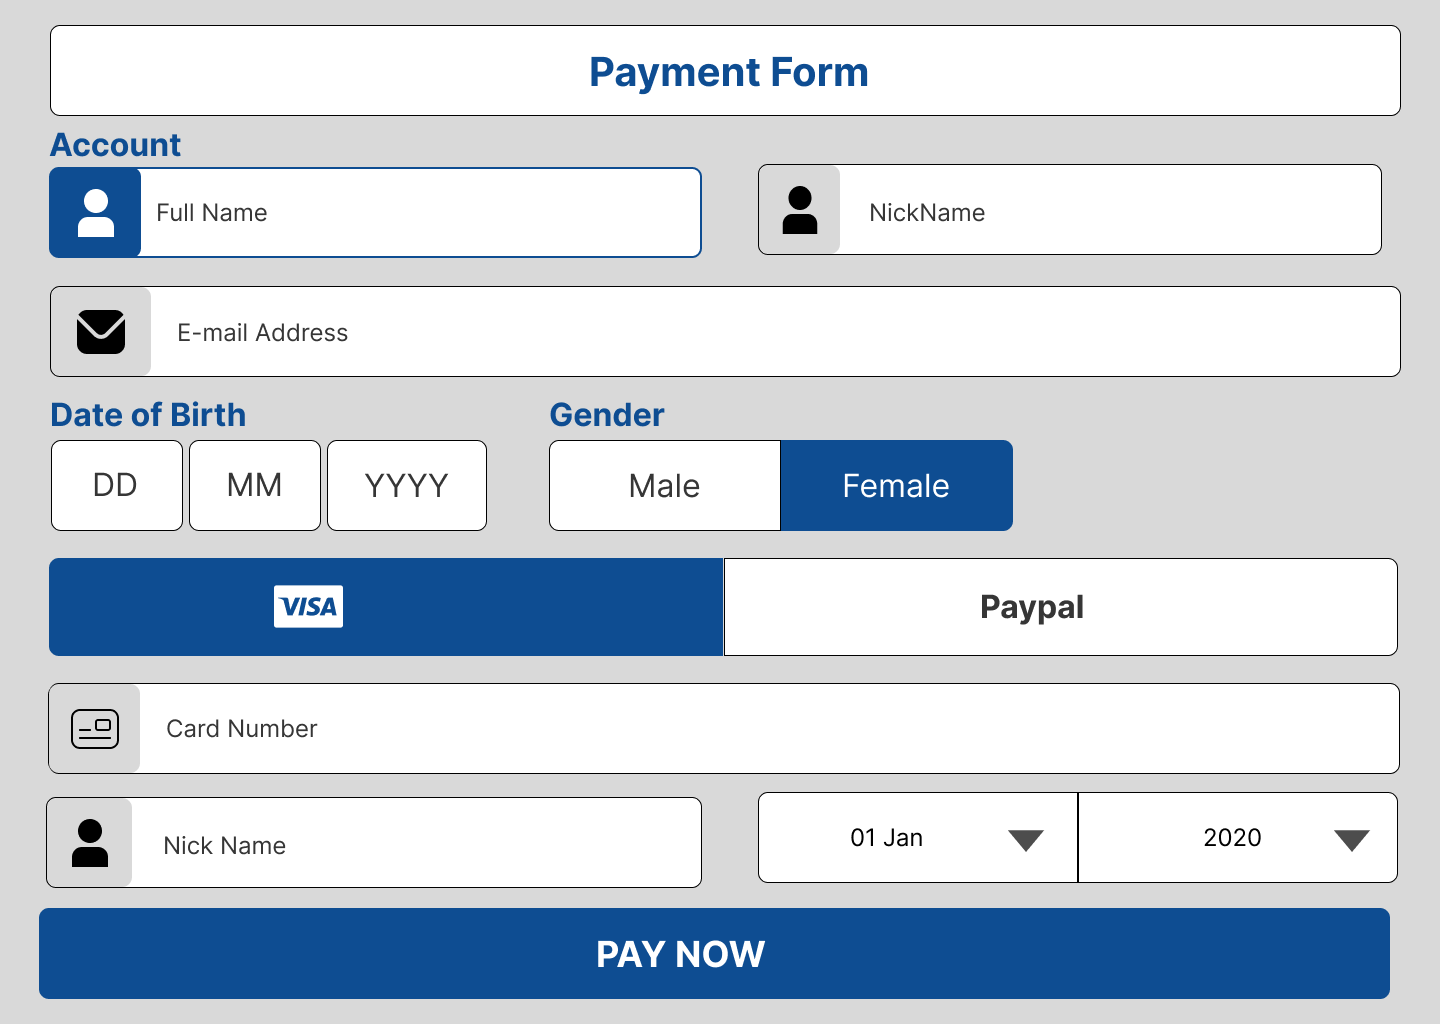 Payment Form
Account
Full Name
NickName
E-mail Address
Date of Birth
Gender
DD
MM
YYYY
Male
Female
VISA
Paypal
Card Number
Nick Name
01 Jan
2020
PAY NOW